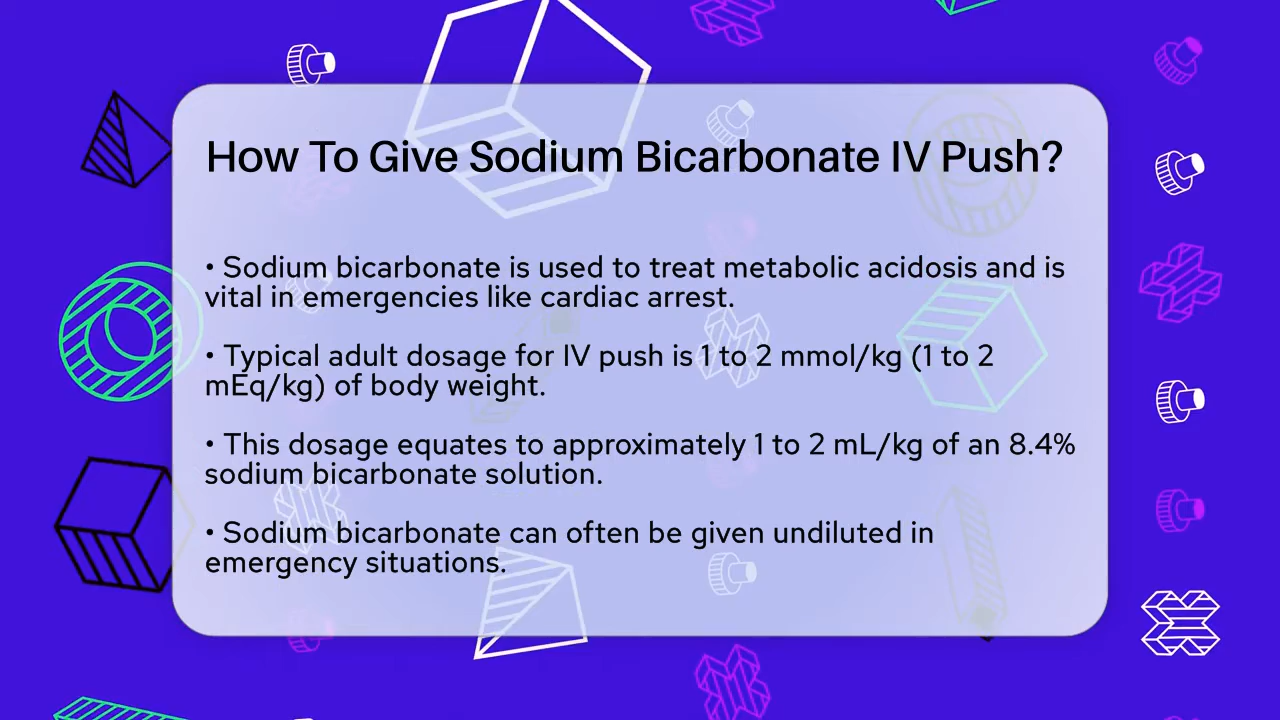 How To Give Sodium Bicarbonate IV Push?
• Sodium bicarbonate is used to treat metabolic acidosis and is
vital in emergencies like cardiac arrest.
• Typical adult dosage for IV push is 1 to 2 mmol/kg (1 to 2
mEq/kg) of body weight.
• This dosage equates to approximately 1 to 2 mL/kg of an 8.4%
sodium bicarbonate solution.
• Sodium bicarbonate can often be given undiluted in
emergency situations.